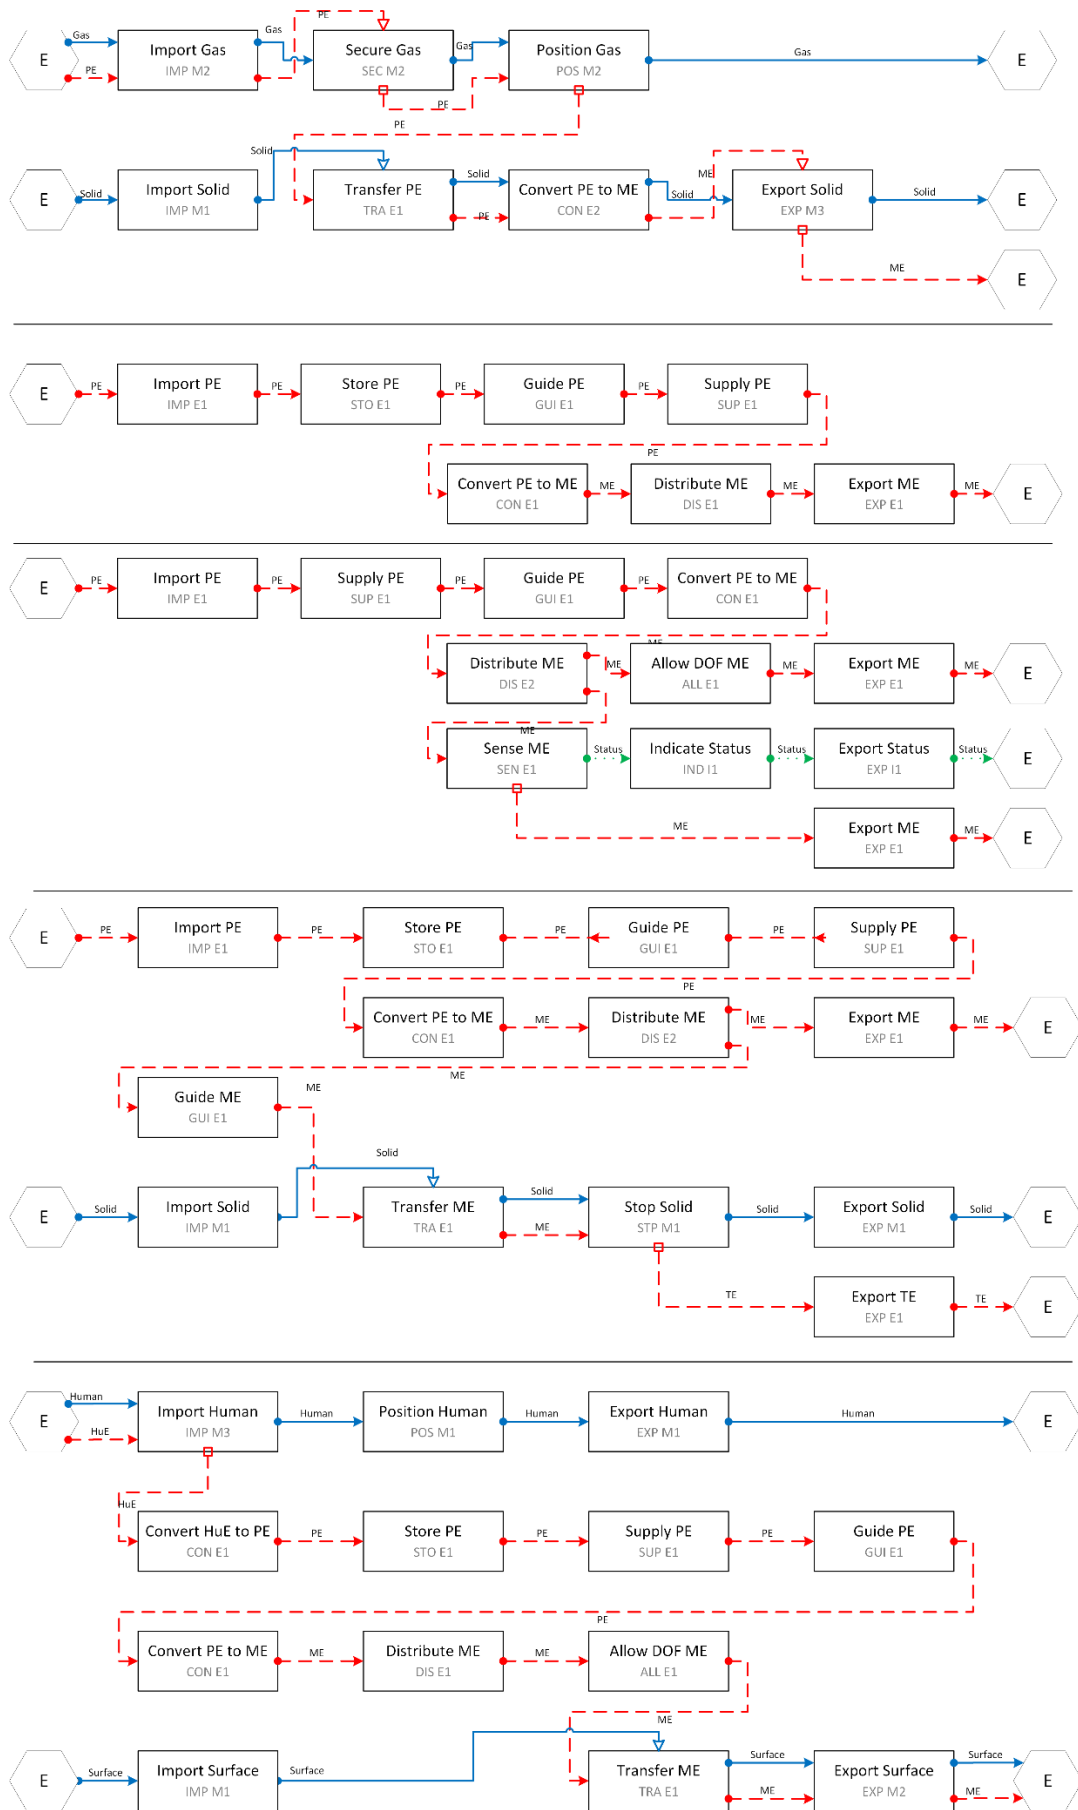 Gas
Gas
PE
E
Import Gas
IMP M2
PE
Secure Gas
SEC M2
Gas
Position Gas
POS M2
Gas
E
PE
PE
Solid
E
Solid
Import Solid
IMP M1
Transfer PE
TRA E1
Solid
PE
Convert PE to ME
CON E2
Solid
ME
Export Solid
EXP M3
Solid
E
ME
E
E
PE
Import PE
IMP E1
PE
Store PE
STO E1
PE
Guide PE
GUI E1
PE
Supply PE
SUP E1
PE
Convert PE to ME
CON E1
ME
Distribute ME
DIS E1
ME
Export ME
EXP E1
ME
E
E
PE
Import PE
IMP E1
PE
Supply PE
SUP E1
PE
Guide PE
GUI E1
PE
Convert PE to ME
CON E1
ME
Distribute ME
DIS E2
ME
Allow DOF ME
ALL E1
ME
Export ME
EXP E1
ME
E
ME
Sense ME
SEN E1
Status
Indicate Status
IND I1
Status
Export Status
EXP I1
Status
E
ME
Export ME
EXP E1
ME
E
E
PE
Import PE
IMP E1
PE
Store PE
STO E1
PE
Guide PE
GUI E1
PE
Supply PE
SUP E1
PE
Convert PE to ME
CON E1
ME
Distribute ME
DIS E2
ME
Export ME
EXP E1
ME
E
ME
Guide ME
GUI E1
ME
Solid
E
Solid
Import Solid
IMP M1
Transfer ME
TRA E1
Solid
ME
Stop Solid
STP M1
Solid
Export Solid
EXP M1
Solid
E
TE
Export TE
EXP E1
TE
E
E
Human
HuE
Import Human
IMP M3
Human
Position Human
POS M1
Human
Export Human
EXP M1
Human
E
HuE
Convert HuE to PE
CON E1
PE
Store PE
STO E1
PE
Supply PE
SUP E1
PE
Guide PE
GUI E1
PE
Convert PE to ME
CON E1
ME
Distribute ME
DIS E1
ME
Allow DOF ME
ALL E1
ME
E
Surface
Import Surface
IMP M1
Surface
Transfer ME
TRA E1
Surface
ME
Export Surface
EXP M2
Surface
ME
E